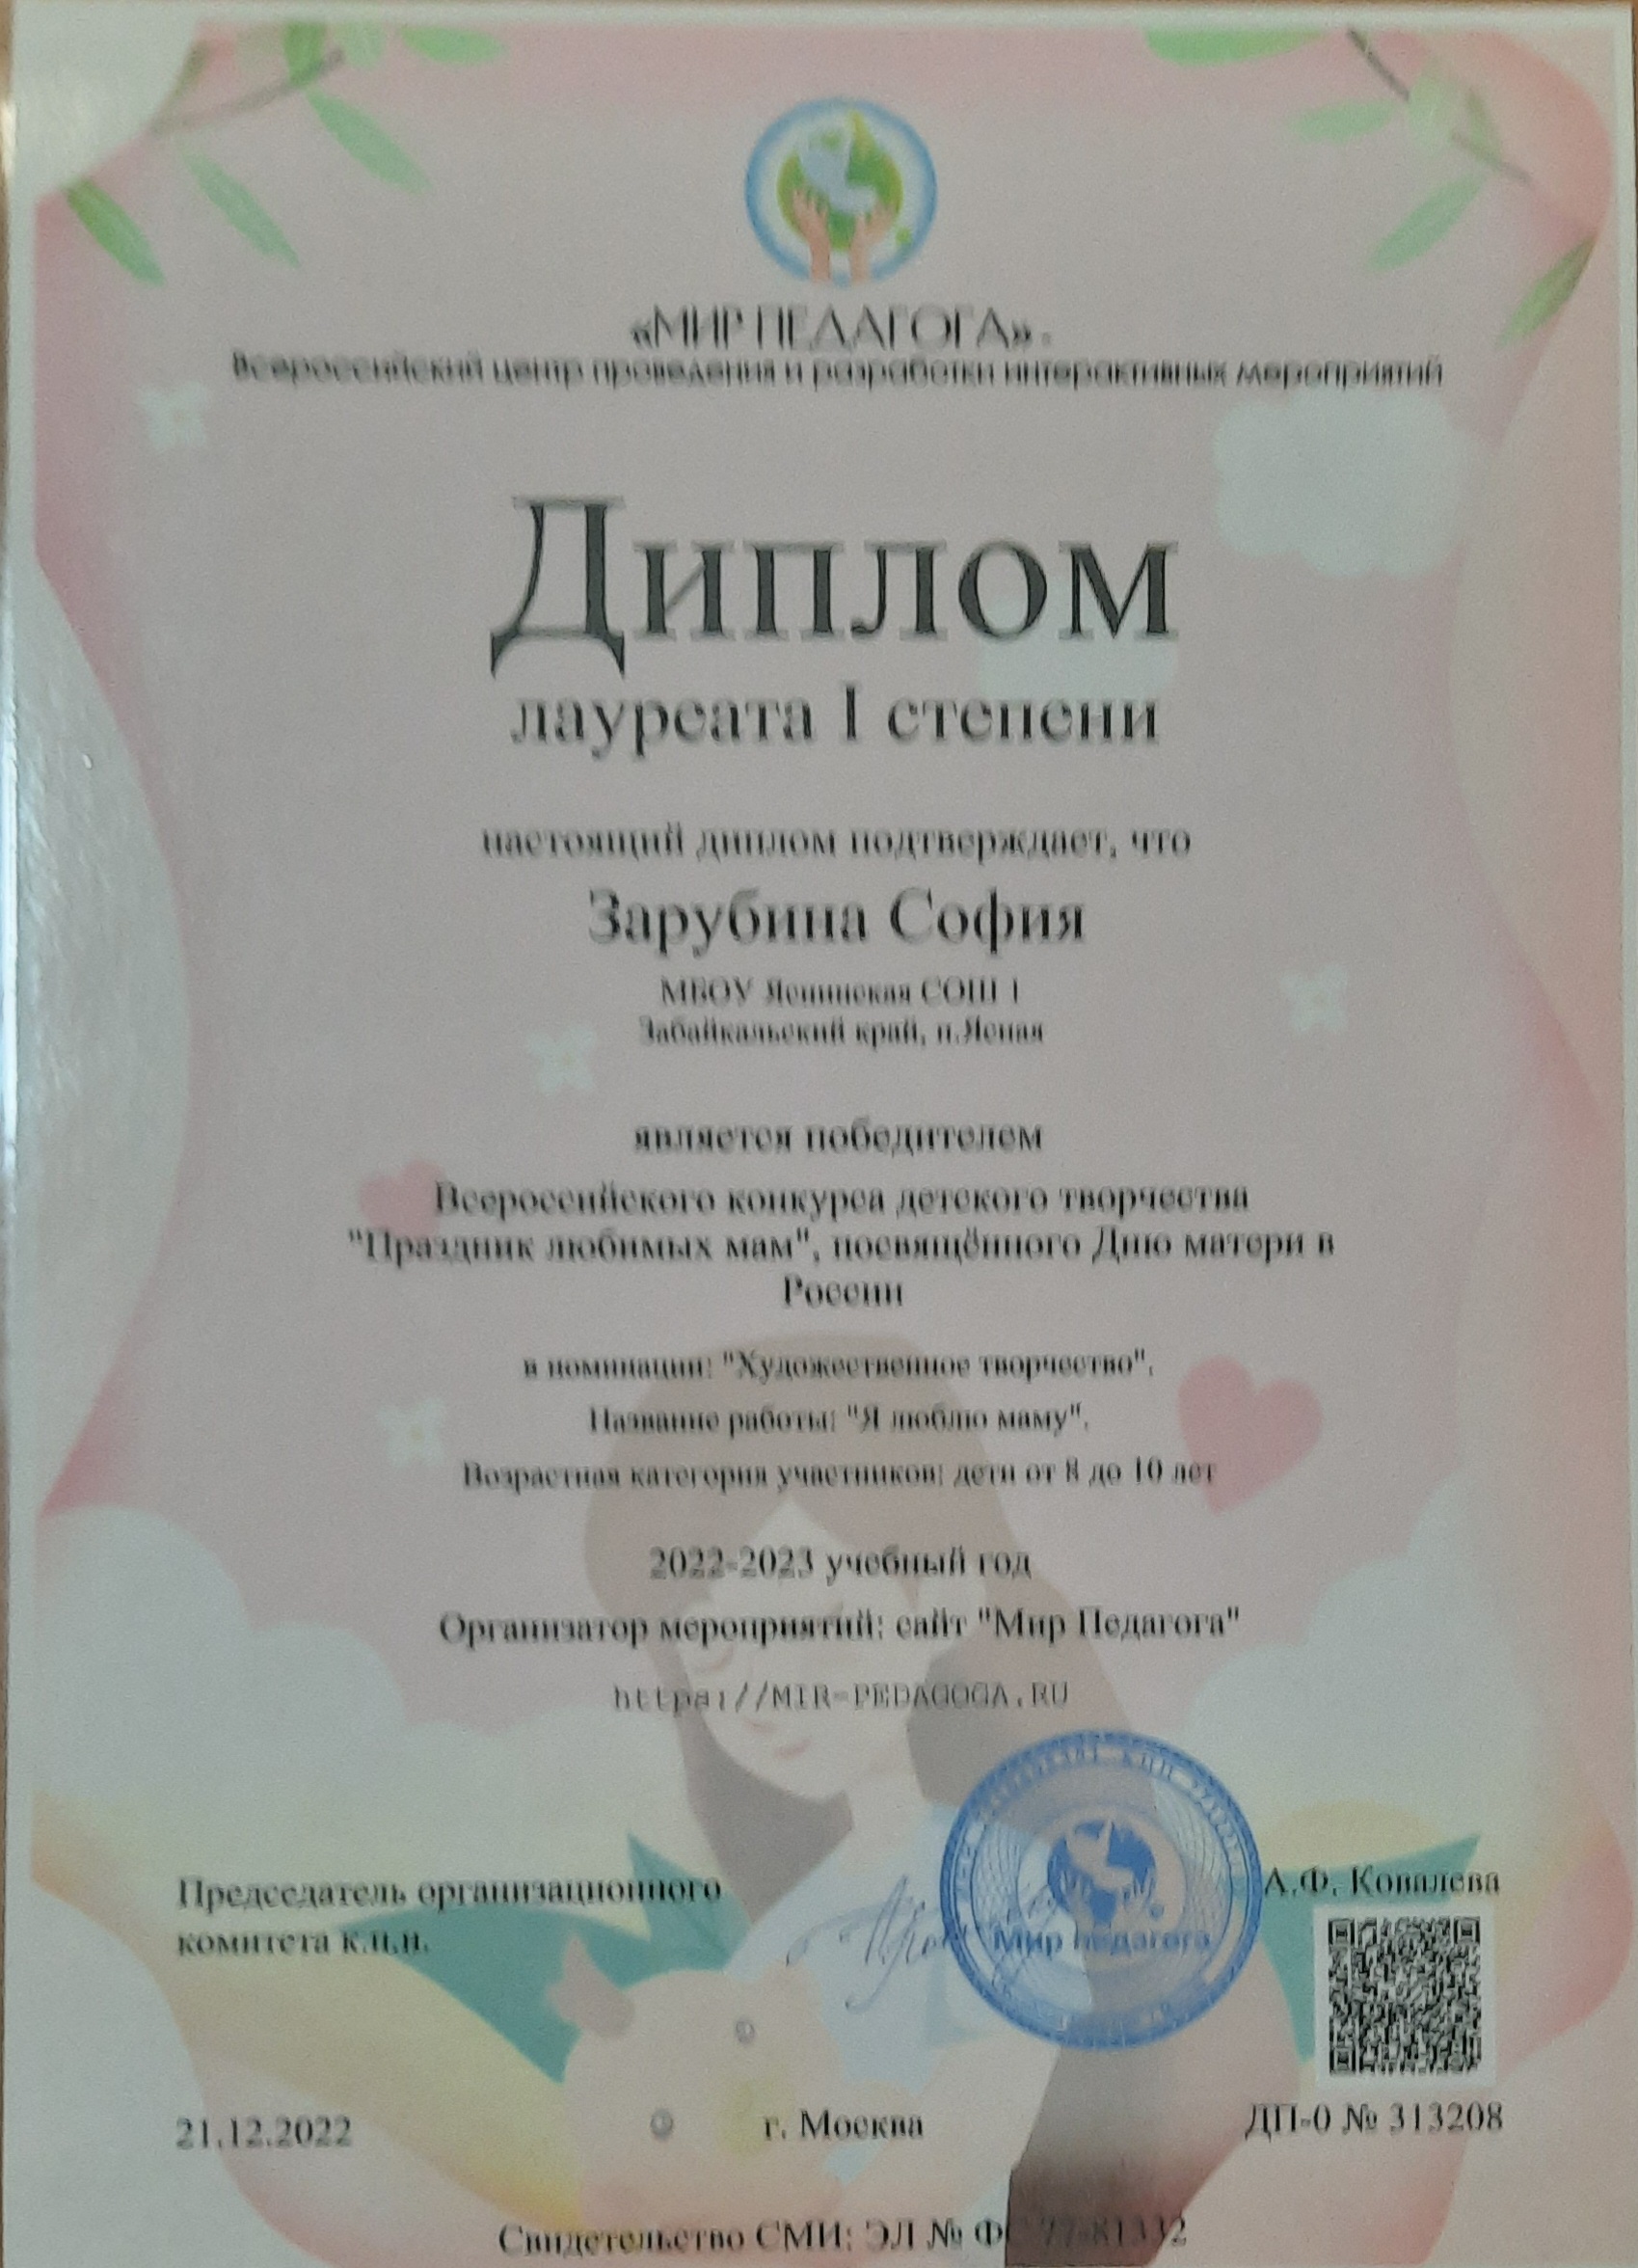 «МИР ПЕДАГОГА».
Всероссийский центр проведения и разработки интерактивных мероприятий
Диплом
лауреата I степени
настоящий диплом подтверждает, что
Зарубина София
МБОУ Ясшинская СОШ 1
Забайкальский край, п.Ясная
является победителем
Всероссийского конкурса детского творчества
"Праздник любимых мам", посвящённого Дню матери в
России
в номинации: "Художественное творчество".
Название работы: "Я люблю маму".
Возрастная категория участников: дети от 8 до 10 лет
2022-2023 учебный год
Организатор мероприятий: сайт "Мир Педагога"
https://MIR-PEDAGOGA.RU
Председатель организационного
комитета к.п.н.
Мир педагога
А.Ф. Ковалева
21.12.2022
г. Москва
ДП-0 № 313208
Свидетельство СМИ: ЭЛ № ФС 77-81332